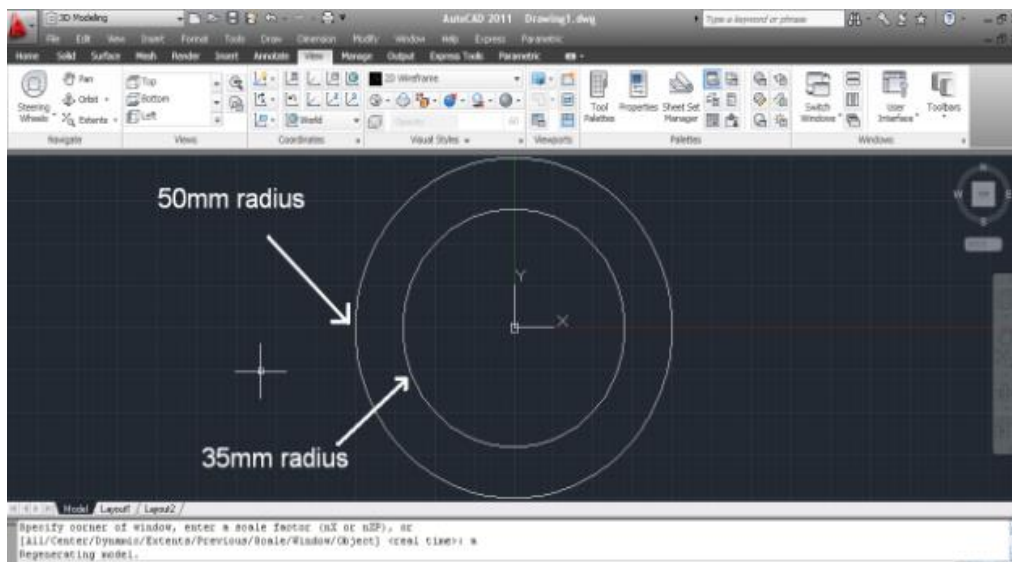 3D Modeling
AutoCAD 2011 Drawing1.dwg
Type a keyword or phrase
File Edit View Insert Format Tools Draw Dimension Modify Window Help Express Parametric
Home Solid Surface Mesh Render Insert Annotate View Manage Output Express Tools Parametric
Pan Top 2D Wireframe
Steering Wheels Orbit Bottom Tool Palettes Properties Sheet Set Manager Switch Windows User Interface Toolbars
Extents Left World
Navigate Views Coordinates Visual Styles Viewports Palettes Windows
50mm radius
N
W E
S
Y
X
35mm radius
Model Layout1 Layout2
Specify corner of window, enter a scale factor (nX or nXP), or
[All/Center/Dynamic/Extents/Previous/Scale/Window/Object] <real time>: a
Regenerating model.